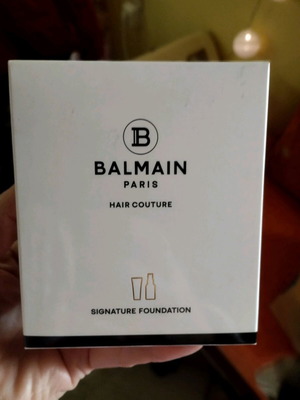 B
BALMAIN
PARIS
HAIR COUTURE
SIGNATURE FOUNDATION